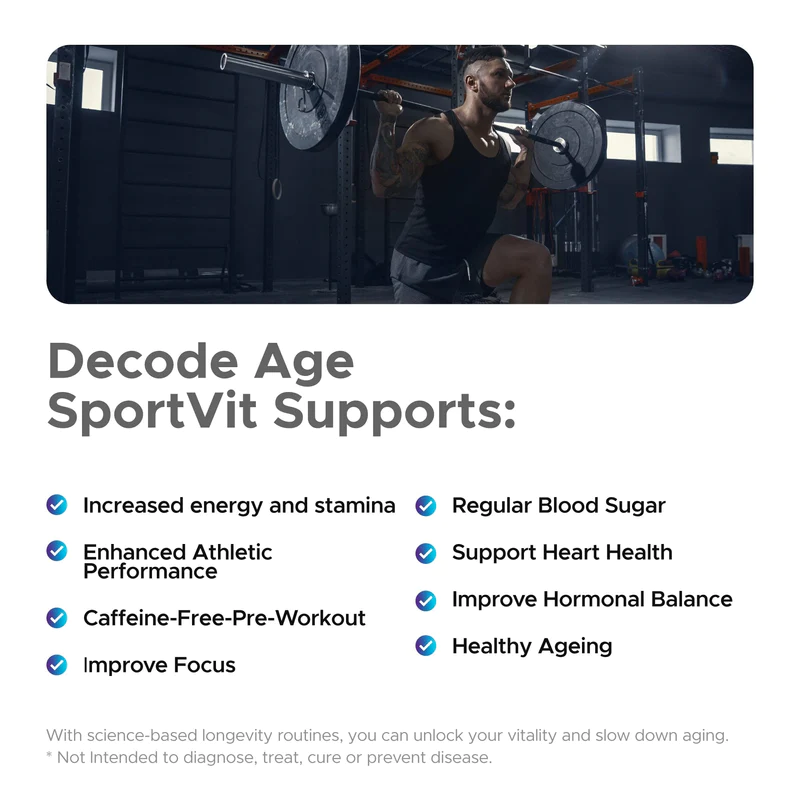 Decode Age
SportVit Supports:
Increased energy and stamina
Enhanced Athletic
Performance
Caffeine-Free-Pre-Workout
Improve Focus
Regular Blood Sugar
Support Heart Health
Improve Hormonal Balance
Healthy Ageing
With science-based longevity routines, you can unlock your vitality and slow down aging.
* Not Intended to diagnose, treat, cure or prevent disease.